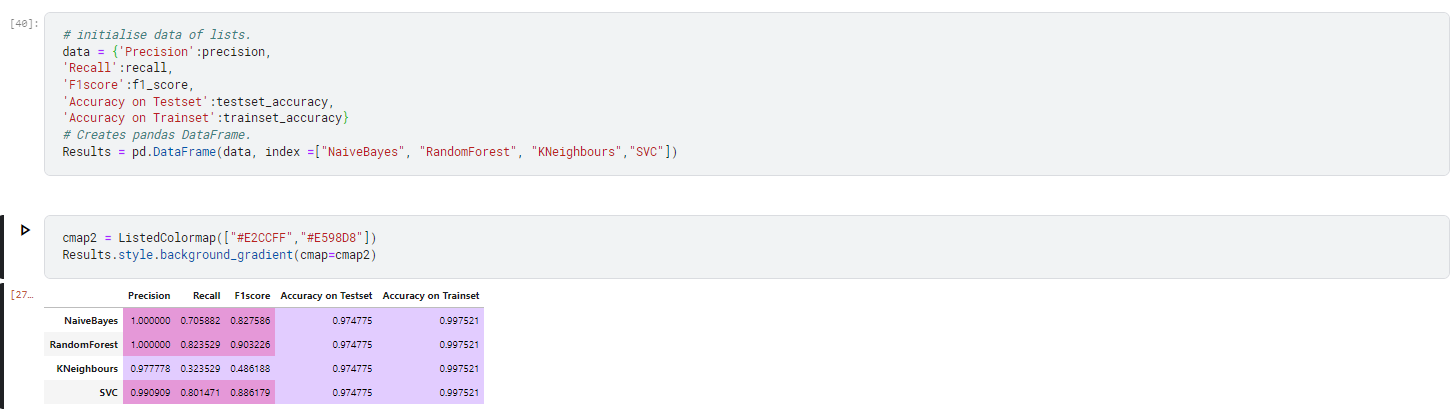 [40]:
# initialise data of lists.
data = {'Precision':precision,
'Recall':recall,
'F1score':f1_score,
'Accuracy on Testset':testset_accuracy,
'Accuracy on Trainset':trainset_accuracy}
# Creates pandas DataFrame.
Results = pd.DataFrame(data, index =["NaiveBayes", "RandomForest", "KNeighbours","SVC"])
cmap2 = ListedColormap(["#E2CCFF","#E598D8"])
Results.style.background_gradient(cmap=cmap2)
[27…
Precision Recall F1score Accuracy on Testset Accuracy on Trainset
NaiveBayes 1.000000 0.705882 0.827586 0.974775 0.997521
RandomForest 1.000000 0.823529 0.903226 0.974775 0.997521
KNeighbours 0.977778 0.323529 0.486188 0.974775 0.997521
SVC 0.990909 0.801471 0.886179 0.974775 0.997521